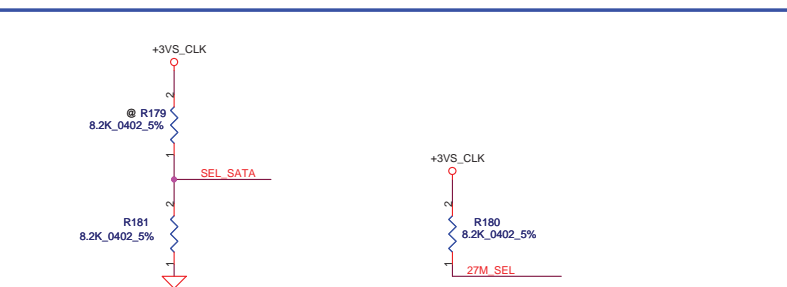 +3VS_CLK
2
@ R179
8.2K_0402_5%
1
SEL_SATA
2
R181
8.2K_0402_5%
1
+3VS_CLK
2
R180
8.2K_0402_5%
1
27M_SEL